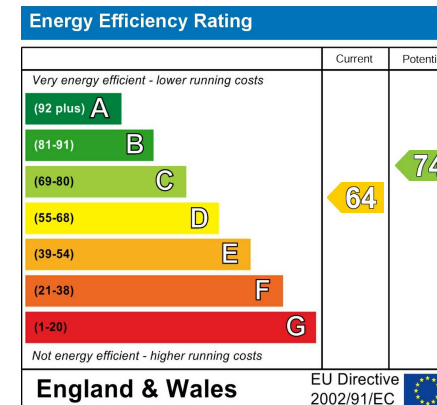 Energy Efficiency Rating
Current
Potenti
Very energy efficient - lower running costs
(92 plus) A
(81-91) B
(69-80) C
(55-68) D
(39-54) E
(21-38) F
(1-20) G
64
74
Not energy efficient - higher running costs
England & Wales
EU Directive
2002/91/EC